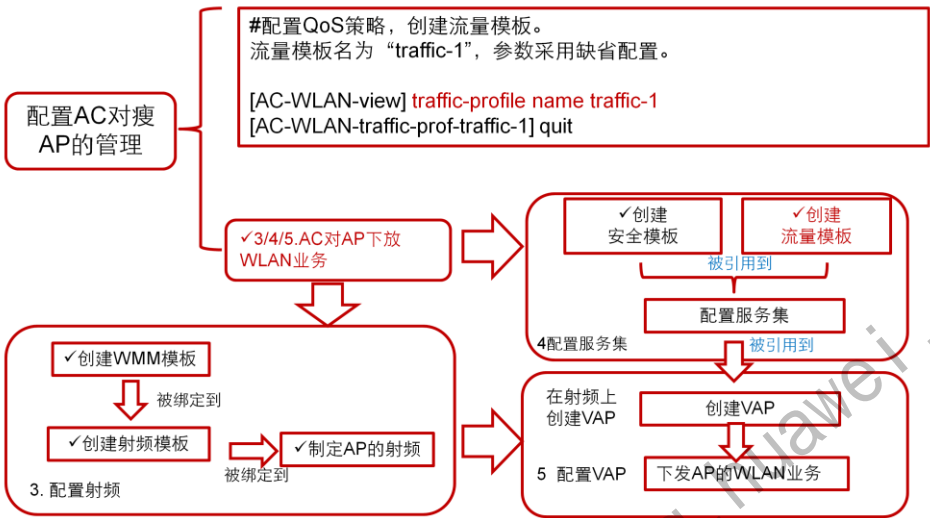 #配置QoS策略，创建流量模板。
流量模板名为“traffic-1”，参数采用缺省配置。
[AC-WLAN-view] traffic-profile name traffic-1
[AC-WLAN-traffic-prof-traffic-1] quit
配置AC对瘦
AP的管理
✓3/4/5.AC对AP下放
WLAN业务
✓创建
安全模板
✓创建
流量模板
被引用到
配置服务集
4配置服务集
被引用到
✓创建WMM模板
被绑定到
✓创建射频模板
被绑定到
✓制定AP的射频
3. 配置射频
在射频上
创建VAP
创建VAP
5 配置VAP
下发AP的WLAN业务
huawei